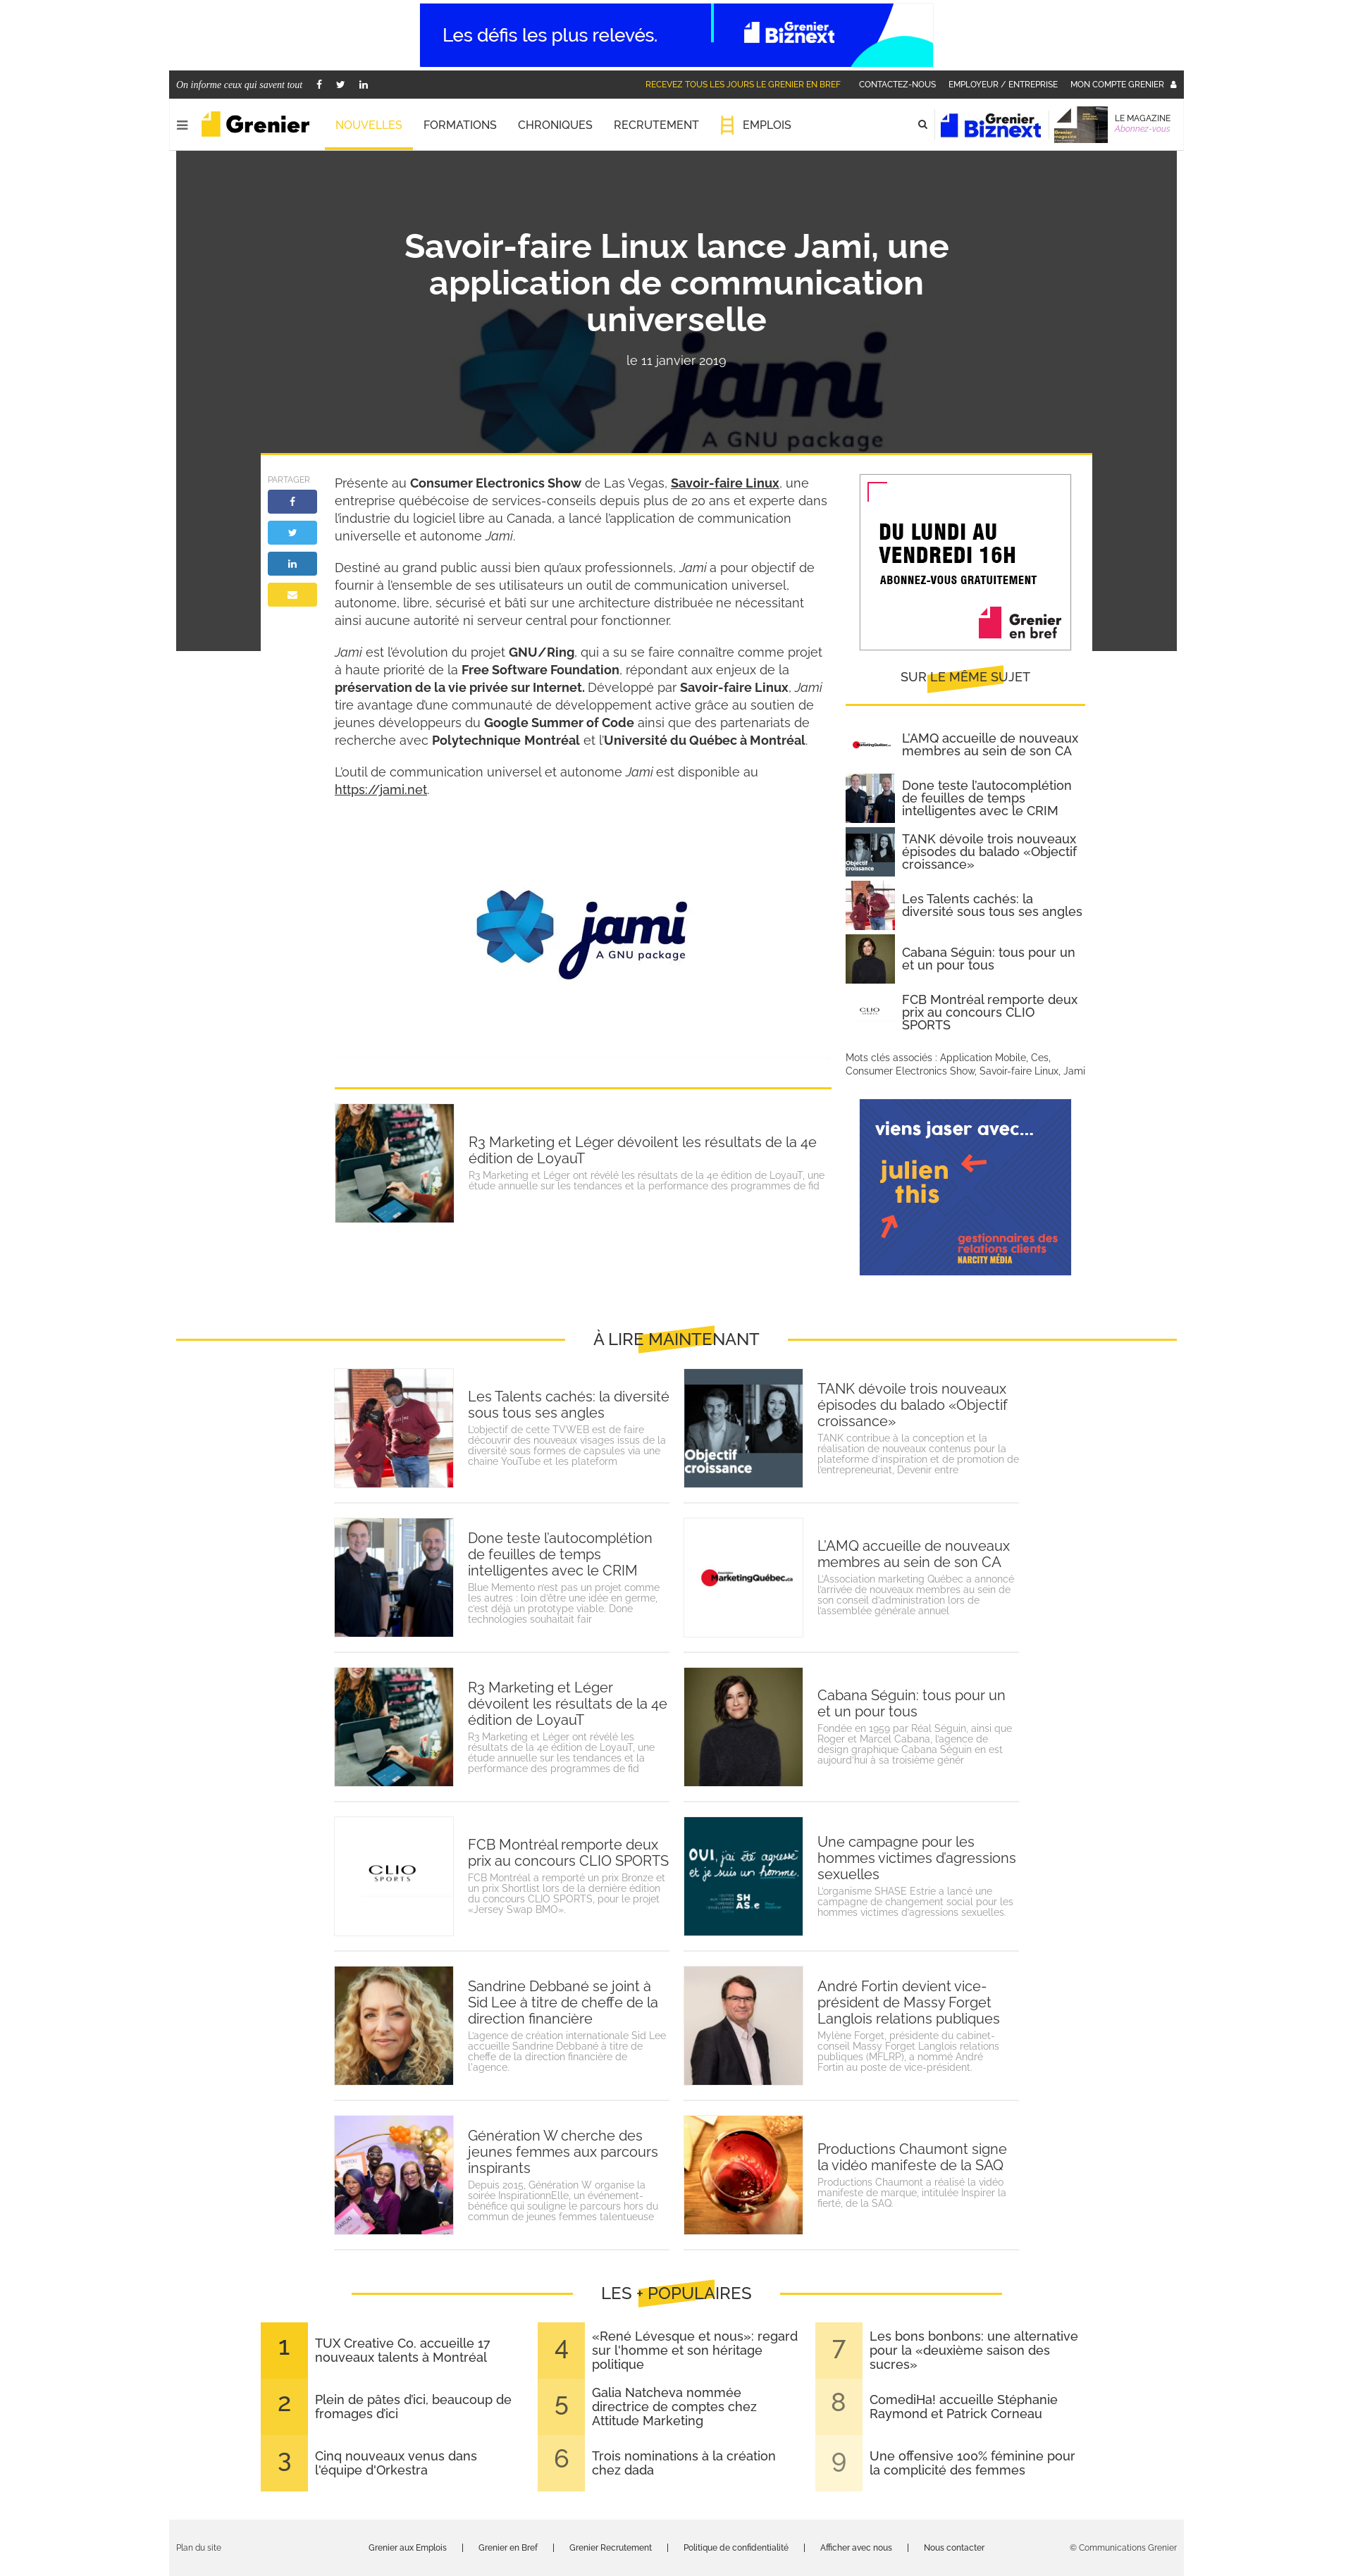 Les défis les plus relevés.
Grenier
Biznext
On informe ceux qui savent tout
RECEVEZ TOUS LES JOURS LE GRENIER EN BREF
CONTACTEZ-NOUS
EMPLOYEUR / ENTREPRISE
MON COMPTE GRENIER
Grenier
NOUVELLES
FORMATIONS
CHRONIQUES
RECRUTEMENT
EMPLOIS
Grenier
Biznext
LE MAGAZINE
Abonnez-vous
Savoir-faire Linux lance Jami, une
application de communication
universelle
le 11 janvier 2019
jami
A GNU package
PARTAGER
Présente au Consumer Electronics Show de Las Vegas, Savoir-faire Linux, une
entreprise québécoise de services-conseils depuis plus de 20 ans et experte dans
l'industrie du logiciel libre au Canada, a lancé l'application de communication
universelle et autonome Jami.
Destiné au grand public aussi bien qu'aux professionnels, Jami a pour objectif de
fournir à l'ensemble de ses utilisateurs un outil de communication universel,
autonome, libre, sécurisé et bâti sur une architecture distribuée ne nécessitant
ainsi aucune autorité ni serveur central pour fonctionner.
Jami est l'évolution du projet GNU/Ring, qui a su se faire connaître comme projet
à haute priorité de la Free Software Foundation, répondant aux enjeux de la
préservation de la vie privée sur Internet. Développé par Savoir-faire Linux, Jami
tire avantage d'une communauté de développement active grâce au soutien de
jeunes développeurs du Google Summer of Code ainsi que des partenariats de
recherche avec Polytechnique Montréal et l'Université du Québec à Montréal.
L'outil de communication universel et autonome Jami est disponible au
https://jami.net.
jami
A GNU package
R3 Marketing et Léger dévoilent les résultats de la 4e
édition de LoyauT
R3 Marketing et Léger ont révélé les résultats de la 4e édition de LoyauT, une
étude annuelle sur les tendances et la performance des programmes de fid
DU LUNDI AU
VENDREDI 16H
ABONNEZ-VOUS GRATUITEMENT
Grenier
en bref
SUR LE MÊME SUJET
L'AMQ accueille de nouveaux
membres au sein de son CA
Done teste l'autocomplétion
de feuilles de temps
intelligentes avec le CRIM
Objectif
croissance
TANK dévoile trois nouveaux
épisodes du balado «Objectif
croissance»
Les Talents cachés: la
diversité sous tous ses angles
Cabana Séguin: tous pour un
et un pour tous
CLIO
SPORTS
FCB Montréal remporte deux
prix au concours CLIO
SPORTS
Mots clés associés : Application Mobile, Ces,
Consumer Electronics Show, Savoir-faire Linux, Jami
viens jaser avec...
julien
this
gestionnaires des
relations clients
NARCITY MÉDIA
À LIRE MAINTENANT
Les Talents cachés: la diversité
sous tous ses angles
L'objectif de cette TVWEB est de faire
découvrir des nouveaux visages issus de la
diversité sous formes de capsules via une
chaine YouTube et les plateform
Objectif
croissance
TANK dévoile trois nouveaux
épisodes du balado «Objectif
croissance»
TANK contribue à la conception et la
réalisation de nouveaux contenus pour la
plateforme d'inspiration et de promotion de
l'entrepreneuriat, Devenir entre
Done teste l'autocomplétion
de feuilles de temps
intelligentes avec le CRIM
Blue Memento n'est pas un projet comme
les autres : loin d'être une idée en germe,
c'est déjà un prototype viable. Done
technologies souhaitait fair
MarketingQuébec.ca
L'AMQ accueille de nouveaux
membres au sein de son CA
L'Association marketing Québec a annoncé
l'arrivée de nouveaux membres au sein de
son conseil d'administration lors de
l'assemblée générale annuel
R3 Marketing et Léger
dévoilent les résultats de la 4e
édition de LoyauT
R3 Marketing et Léger ont révélé les
résultats de la 4e édition de LoyauT, une
étude annuelle sur les tendances et la
performance des programmes de fid
Cabana Séguin: tous pour un
et un pour tous
Fondée en 1959 par Réal Séguin, ainsi que
Roger et Marcel Cabana, l'agence de
design graphique Cabana Séguin en est
aujourd'hui à sa troisième génér
CLIO
SPORTS
FCB Montréal remporte deux
prix au concours CLIO SPORTS
FCB Montréal a remporté un prix Bronze et
un prix Shortlist lors de la dernière édition
du concours CLIO SPORTS, pour le projet
«Jersey Swap BMO».
OUI, j'ai été agressé
et je suis un homme.
SH
AS.e
Une campagne pour les
hommes victimes d'agressions
sexuelles
L'organisme SHASE Estrie a lancé une
campagne de changement social pour les
hommes victimes d'agressions sexuelles.
Sandrine Debbané se joint à
Sid Lee à titre de cheffe de la
direction financière
L'agence de création internationale Sid Lee
accueille Sandrine Debbané à titre de
cheffe de la direction financière de
l'agence.
André Fortin devient vice-
président de Massy Forget
Langlois relations publiques
Mylène Forget, présidente du cabinet-
conseil Massy Forget Langlois relations
publiques (MFLRP), a nommé André
Fortin au poste de vice-président.
Génération W cherche des
jeunes femmes aux parcours
inspirants
Depuis 2015, Génération W organise la
soirée InspirationnElle, un événement-
bénéfice qui souligne le parcours hors du
commun de jeunes femmes talentueuse
Productions Chaumont signe
la vidéo manifeste de la SAQ
Productions Chaumont a réalisé la vidéo
manifeste de marque, intitulée Inspirer la
fierté, de la SAQ.
LES + POPULAIRES
1
TUX Creative Co. accueille 17
nouveaux talents à Montréal
2
Plein de pâtes d'ici, beaucoup de
fromages d'ici
3
Cinq nouveaux venus dans
l'équipe d'Orkestra
4
«René Lévesque et nous»: regard
sur l'homme et son héritage
politique
5
Galia Natcheva nommée
directrice de comptes chez
Attitude Marketing
6
Trois nominations à la création
chez dada
7
Les bons bonbons: une alternative
pour la «deuxième saison des
sucres»
8
ComediHa! accueille Stéphanie
Raymond et Patrick Corneau
9
Une offensive 100% féminine pour
la complicité des femmes
Plan du site
Grenier aux Emplois | Grenier en Bref | Grenier Recrutement | Politique de confidentialité | Afficher avec nous | Nous contacter
© Communications Grenier